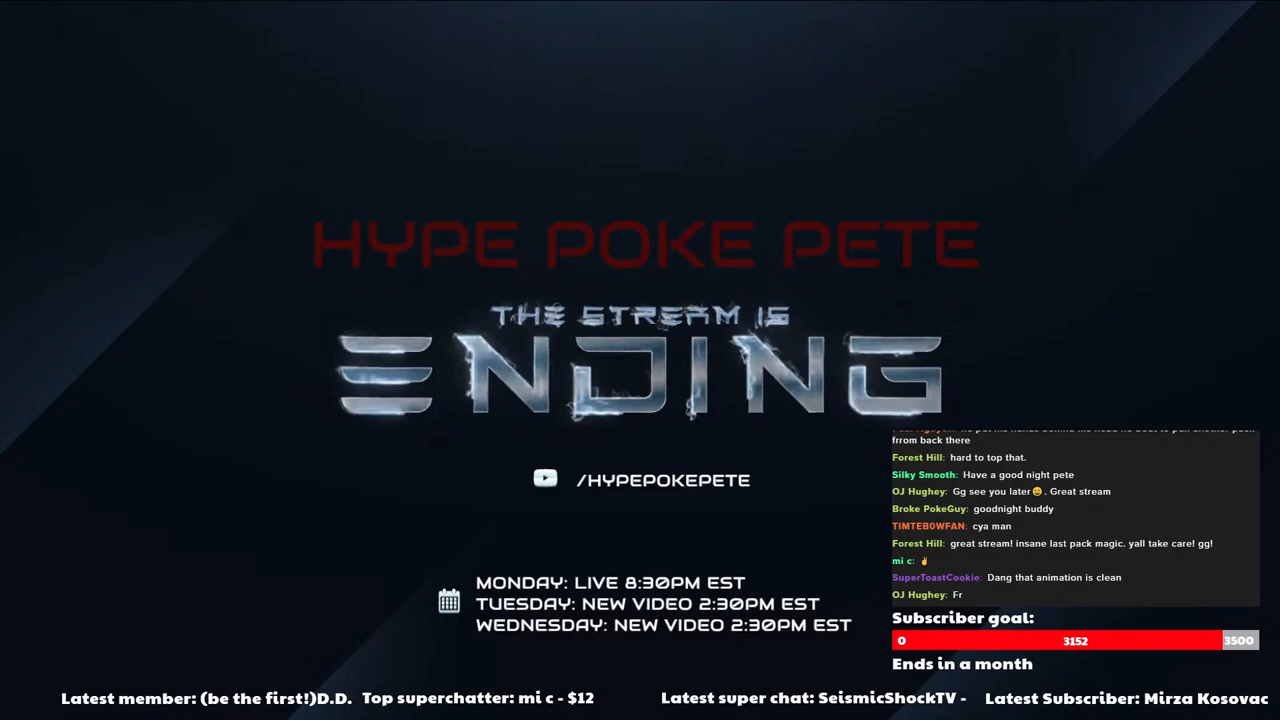 HYPE POKE PETE
THE STREAM IS
ENDING
/HYPEPOKEPETE
MONDAY: LIVE 8:30PM EST
TUESDAY: NEW VIDEO 2:30PM EST
WEDNESDAY: NEW VIDEO 2:30PM EST
frrom back there
Forest Hill: hard to top that.
Silky Smooth: Have a good night pete
OJ Hughey: Gg see you later😄. Great stream
Broke PokeGuy: goodnight buddy
TIMTEB0WFAN: cya man
Forest Hill: great stream! insane last pack magic. yall take care! gg!
mi c: ✌
SuperToastCookie: Dang that animation is clean
OJ Hughey: Fr
Subscriber goal:
0 3152 3500
Ends in a month
Latest member: (be the first!)D.D. Top superchatter: mi c - $12 Latest super chat: SeismicShockTV - Latest Subscriber: Mirza Kosovac